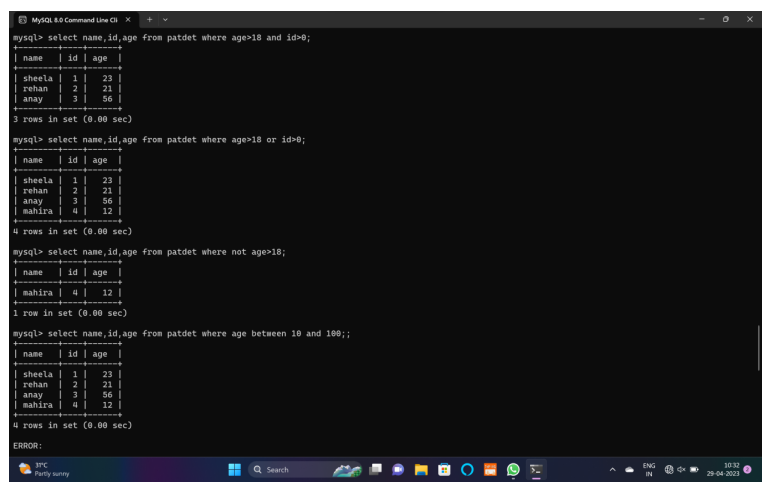 MySQL 8.0 Command Line Cli
mysql> select name,id,age from patdet where age>18 and id>0;
+--------+----+------+
| name   | id | age  |
+--------+----+------+
| sheela |  1 |   23 |
| rehan  |  2 |   21 |
| anay   |  3 |   56 |
+--------+----+------+
3 rows in set (0.00 sec)
mysql> select name,id,age from patdet where age>18 or id>0;
+--------+----+------+
| name   | id | age  |
+--------+----+------+
| sheela |  1 |   23 |
| rehan  |  2 |   21 |
| anay   |  3 |   56 |
| mahira |  4 |   12 |
+--------+----+------+
4 rows in set (0.00 sec)
mysql> select name,id,age from patdet where not age>18;
+--------+----+------+
| name   | id | age  |
+--------+----+------+
| mahira |  4 |   12 |
+--------+----+------+
1 row in set (0.00 sec)
mysql> select name,id,age from patdet where age between 10 and 100;;
+--------+----+------+
| name   | id | age  |
+--------+----+------+
| sheela |  1 |   23 |
| rehan  |  2 |   21 |
| anay   |  3 |   56 |
| mahira |  4 |   12 |
+--------+----+------+
4 rows in set (0.00 sec)
ERROR:
31°C
Partly sunny
Search
ENG
IN
10:32
29-04-2023